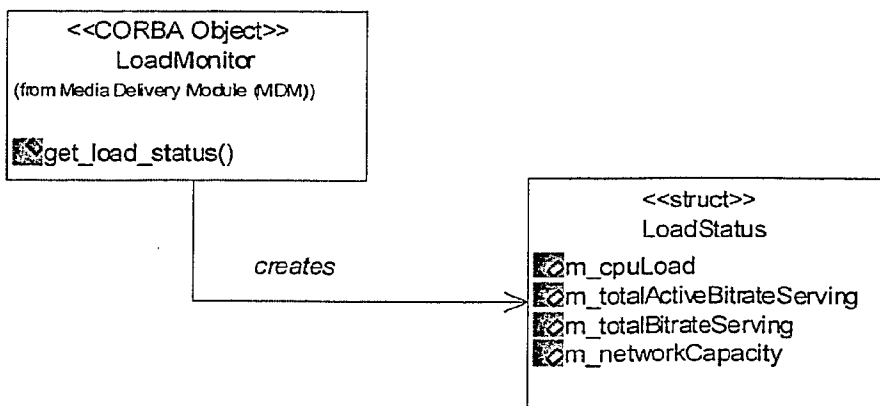 <<CORBA Object>>
LoadMonitor
(from Media Delivery Module (MDM))
get_load_status()
creates
<<struct>>
LoadStatus
m_cpuLoad
m_totalActiveBitrateServing
m_totalBitrateServing
m_networkCapacity